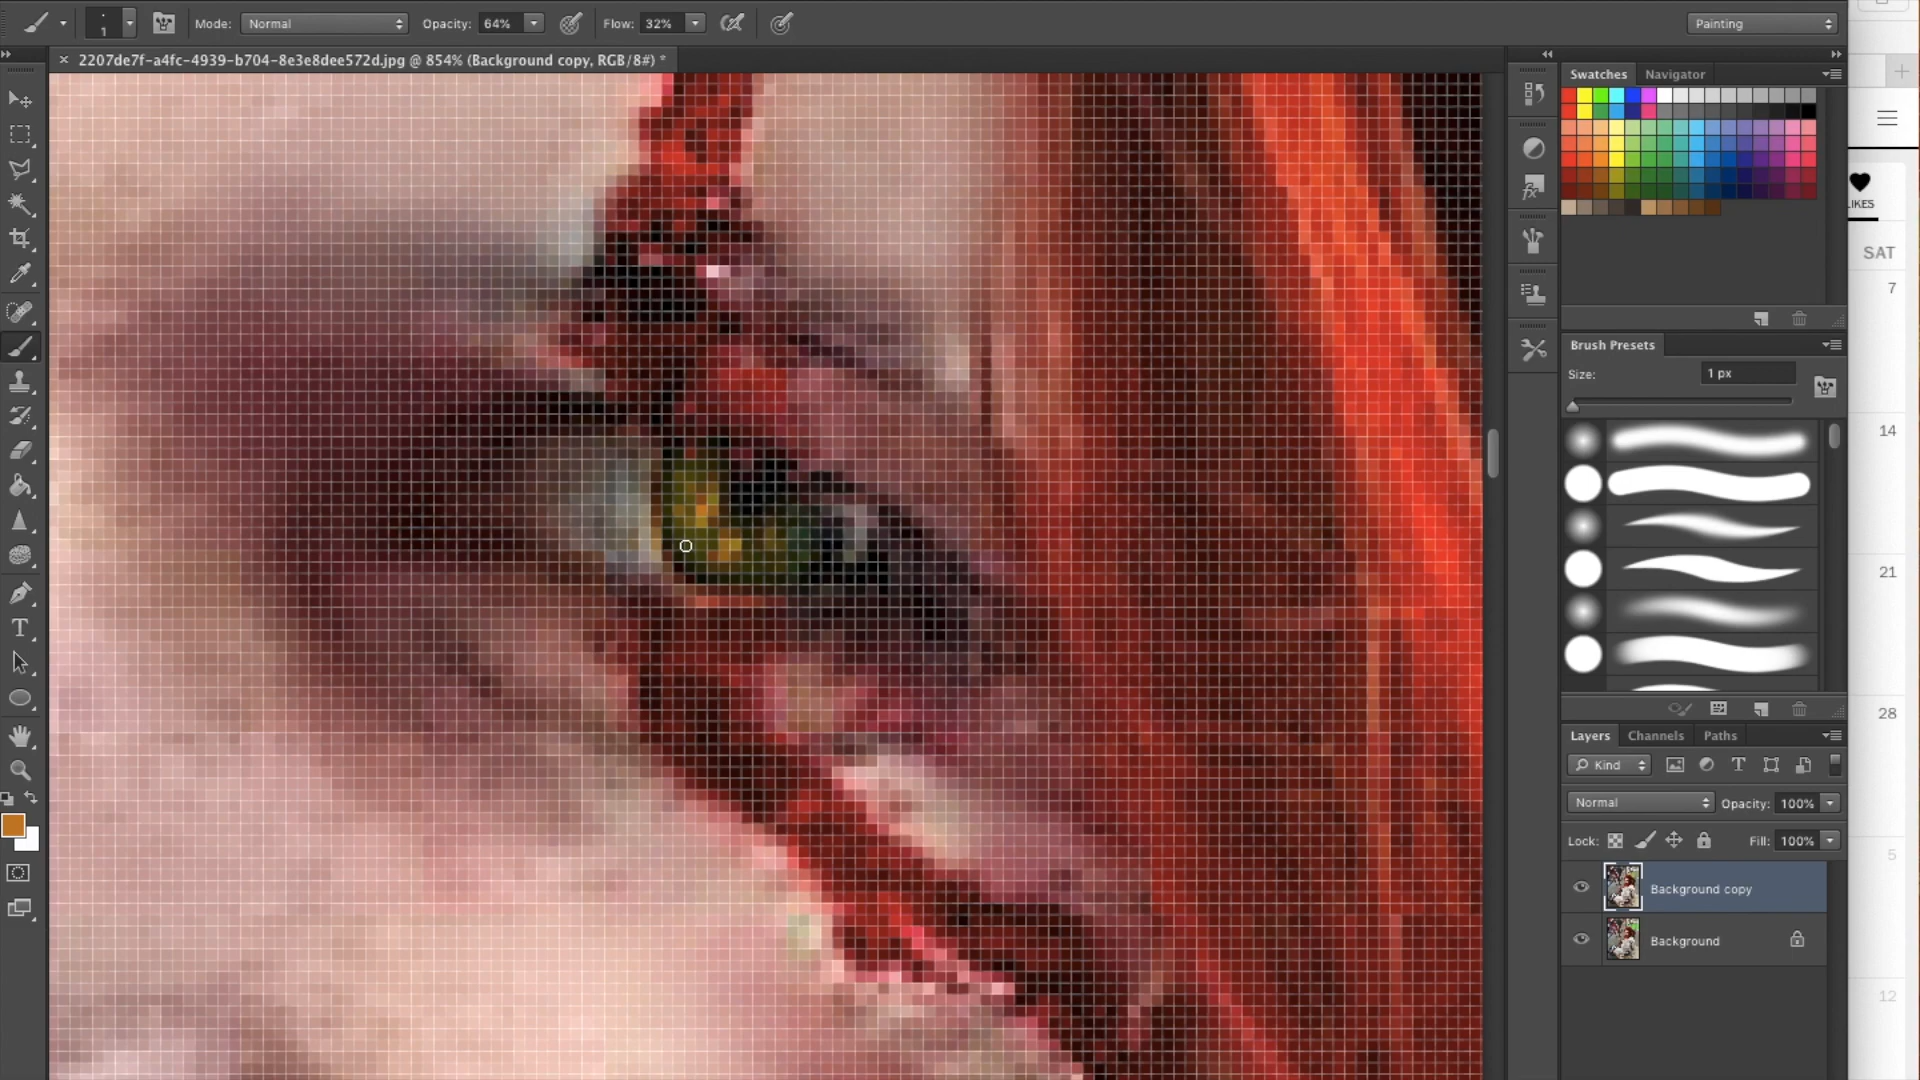 1
Mode: Normal
Opacity: 64%
Flow: 32%
Painting
2207de7f-a4fc-4939-b704-8e3e8dee572d.jpg @ 854% (Background copy, RGB/8#) *
Swatches Navigator
LIKES
SAT
7
Brush Presets
Size: 1 px
14
21
28
Layers Channels Paths
Kind
Normal Opacity: 100%
Lock: Fill: 100%
5
Background copy
Background
12